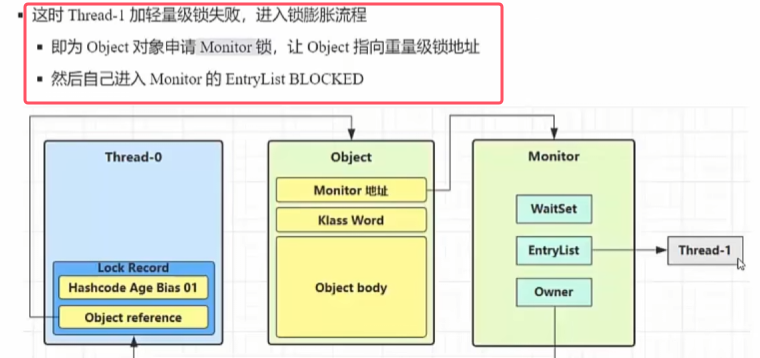 这时 Thread-1 加轻量级锁失败，进入锁膨胀流程
即为 Object 对象申请 Monitor 锁，让 Object 指向重量级锁地址
然后自己进入 Monitor 的 EntryList BLOCKED
Thread-0
Object
Monitor
Monitor 地址
WaitSet
Klass Word
EntryList
Thread-1
Lock Record
Hashcode Age Bias 01
Object body
Owner
Object reference